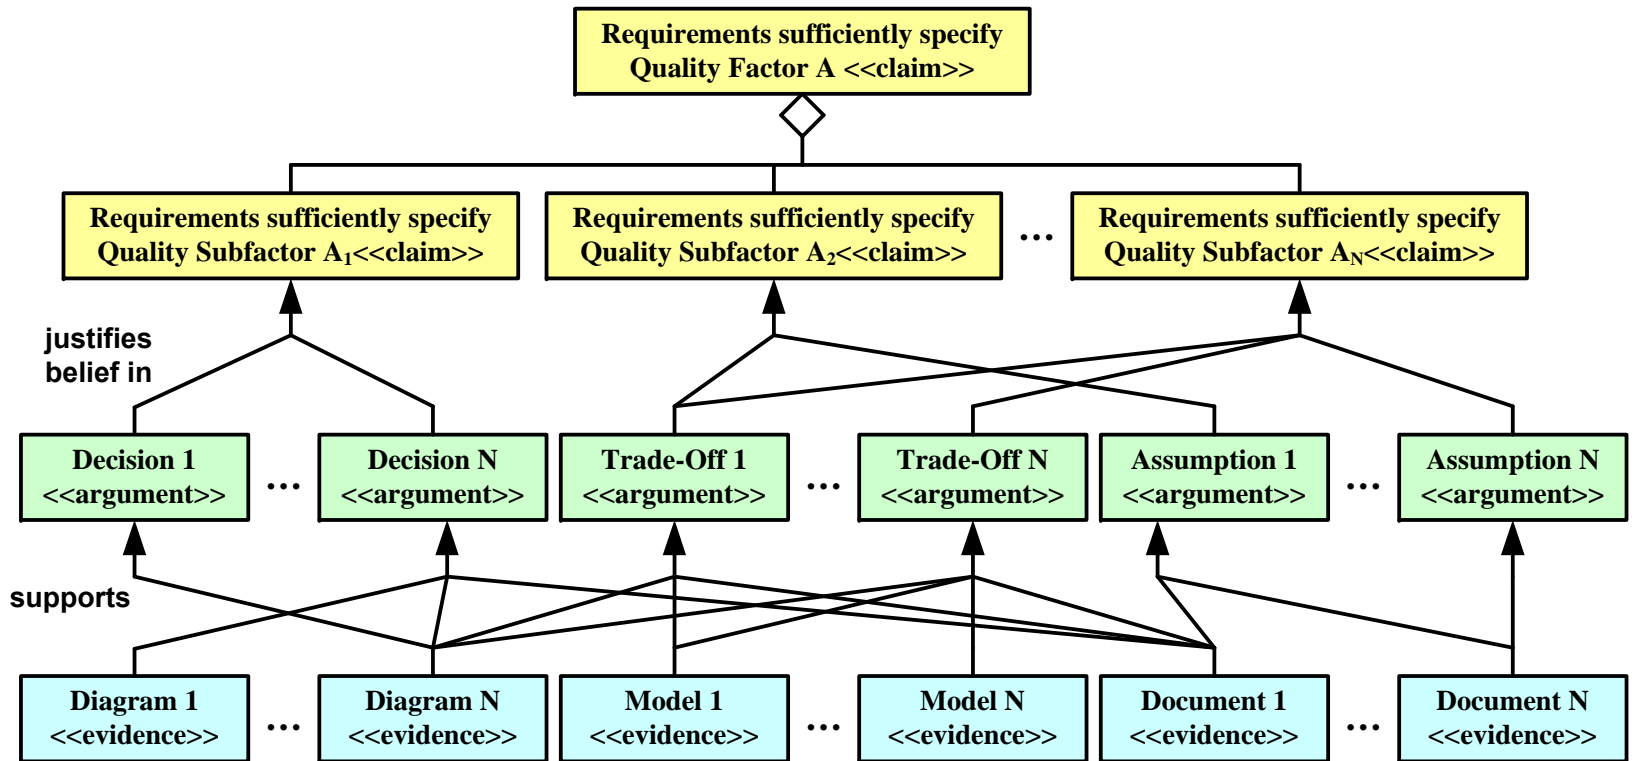 Requirements sufficiently specify
Quality Factor A <<claim>>
Requirements sufficiently specify
Quality Subfactor A₁<<claim>>
Requirements sufficiently specify
Quality Subfactor A₂<<claim>>
...
Requirements sufficiently specify
Quality Subfactor Aₙ<<claim>>
justifies
belief in
Decision 1
<<argument>>
...
Decision N
<<argument>>
Trade-Off 1
<<argument>>
...
Trade-Off N
<<argument>>
Assumption 1
<<argument>>
...
Assumption N
<<argument>>
supports
Diagram 1
<<evidence>>
...
Diagram N
<<evidence>>
Model 1
<<evidence>>
...
Model N
<<evidence>>
Document 1
<<evidence>>
...
Document N
<<evidence>>